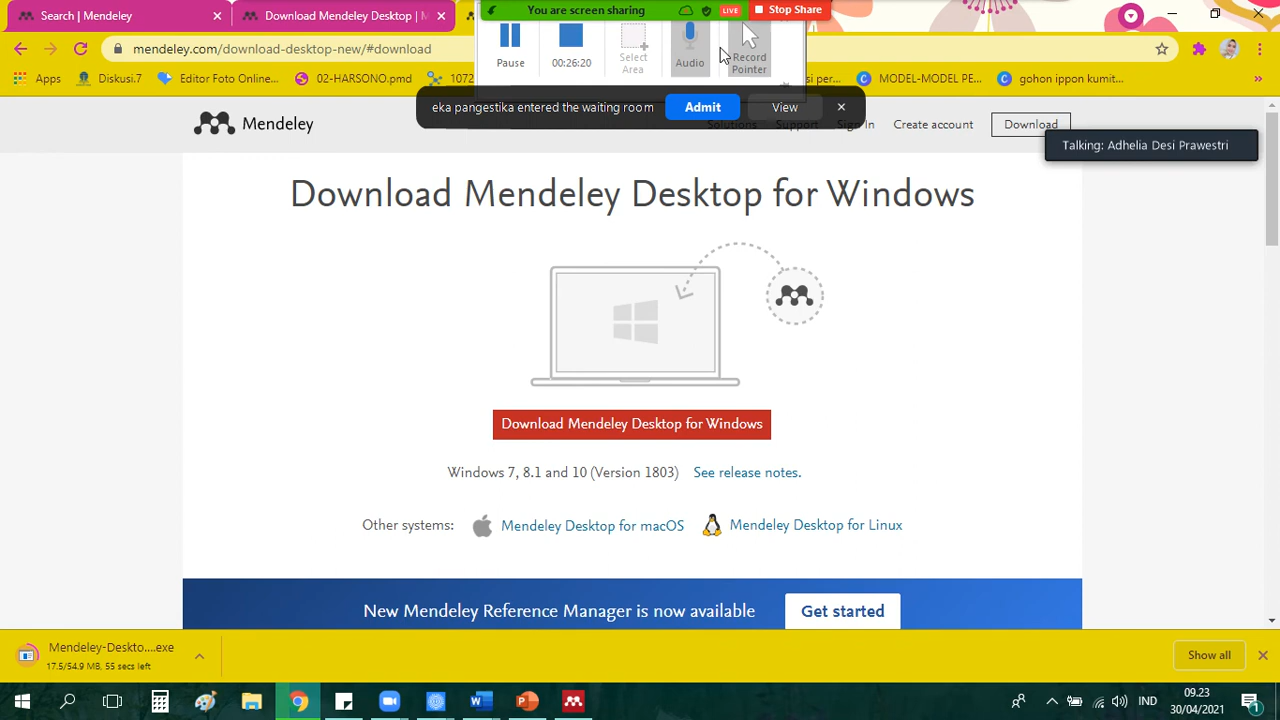 Search | Mendeley
Download Mendeley Desktop | M
You are screen sharing
LIVE
Stop Share
mendeley.com/download-desktop-new/#download
Pause
00:26:20
Select Area
Audio
Record Pointer
Apps
Diskusi.7
Editor Foto Online...
02-HARSONO.pmd
1072
MODEL-MODEL PE...
gohon ippon kumit...
eka pangestika entered the waiting room
Admit
View
Mendeley
Solutions
Support
Sign In
Create account
Download
Talking: Adhelia Desi Prawestri
Download Mendeley Desktop for Windows
Download Mendeley Desktop for Windows
Windows 7, 8.1 and 10 (Version 1803) See release notes.
Other systems: Mendeley Desktop for macOS Mendeley Desktop for Linux
New Mendeley Reference Manager is now available
Get started
Mendeley-Deskto....exe
17.5/54.9 MB, 55 secs left
Show all
IND
09.23
30/04/2021